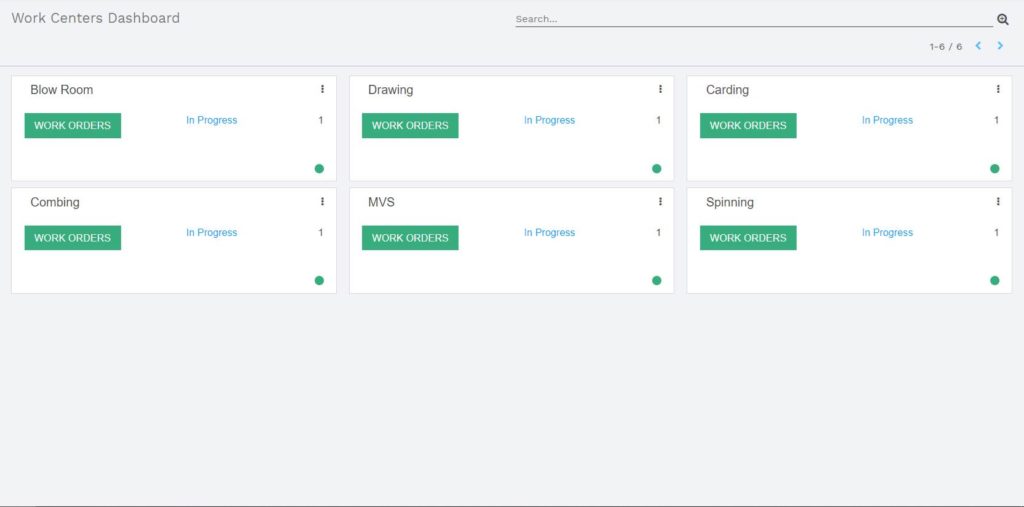 Work Centers Dashboard
Search...
1-6 / 6
Blow Room
WORK ORDERS In Progress 1
Drawing
WORK ORDERS In Progress 1
Carding
WORK ORDERS In Progress 1
Combing
WORK ORDERS In Progress 1
MVS
WORK ORDERS In Progress 1
Spinning
WORK ORDERS In Progress 1